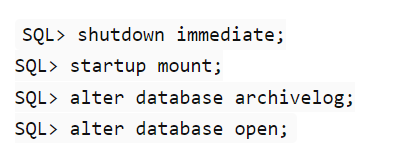 SQL> shutdown immediate;
SQL> startup mount;
SQL> alter database archivelog;
SQL> alter database open;